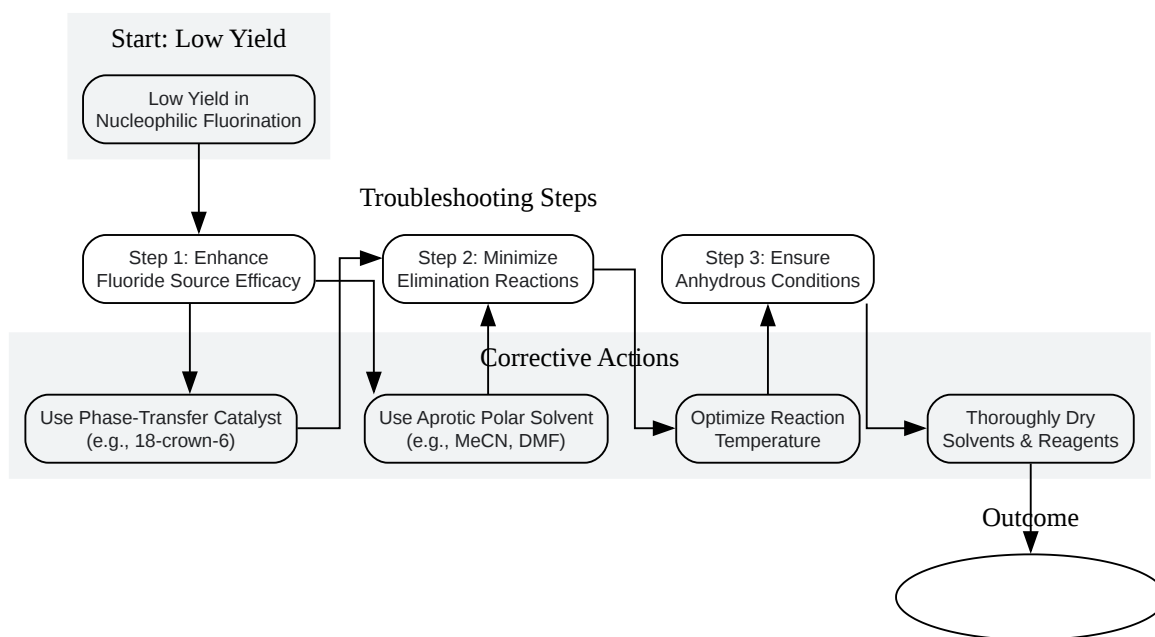 Start: Low Yield
Low Yield in
Nucleophilic Fluorination
Troubleshooting Steps
Step 1: Enhance
Fluoride Source Efficacy
Step 2: Minimize
Elimination Reactions
Step 3: Ensure
Anhydrous Conditions
Corrective Actions
Use Phase-Transfer Catalyst
(e.g., 18-crown-6)
Use Aprotic Polar Solvent
(e.g., MeCN, DMF)
Optimize Reaction
Temperature
Thoroughly Dry
Solvents & Reagents
Outcome